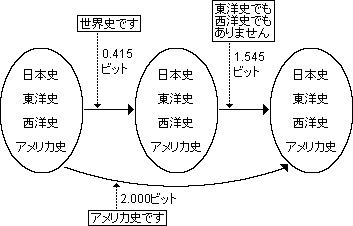 世界史です
東洋史でも
西洋史でも
ありません
0.415
ビット
1.545
ビット
日本史
東洋史
西洋史
アメリカ史
日本史
東洋史
西洋史
アメリカ史
日本史
東洋史
西洋史
アメリカ史
2.000ビット
アメリカ史です